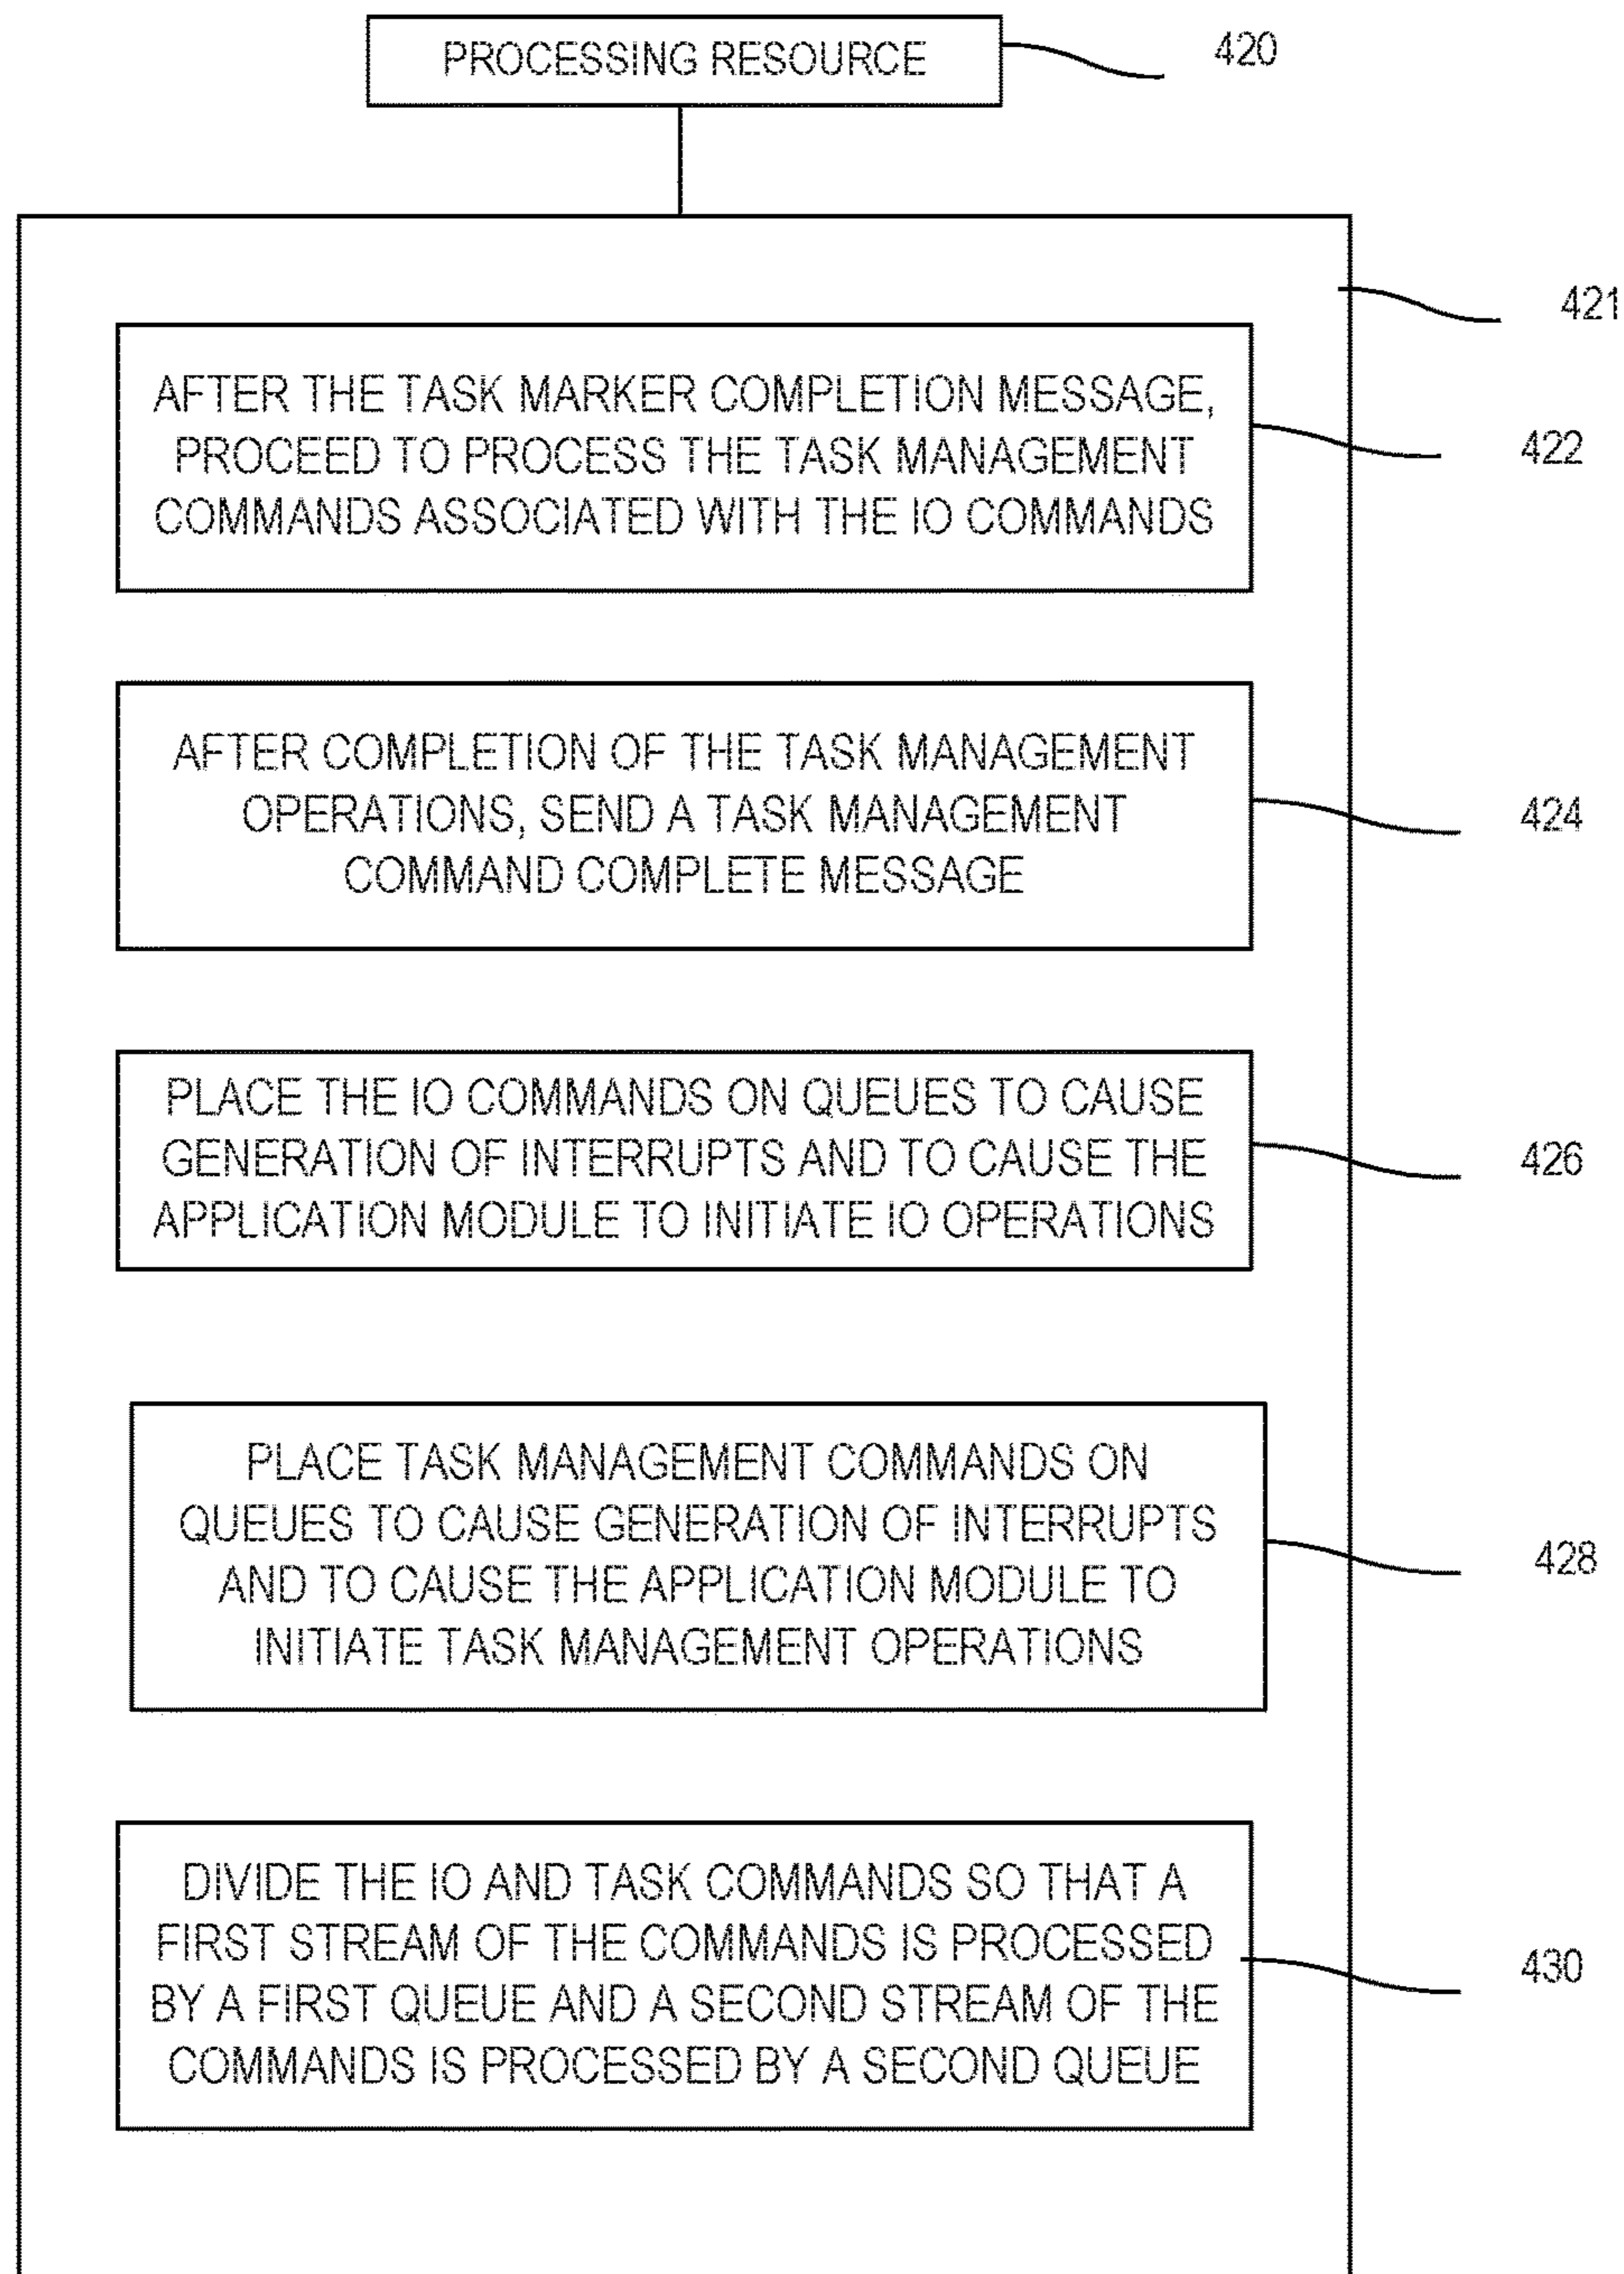 PROCESSING RESOURCE
420
421
AFTER THE TASK MARKER COMPLETION MESSAGE,
PROCEED TO PROCESS THE TASK MANAGEMENT
COMMANDS ASSOCIATED WITH THE IO COMMANDS
422
AFTER COMPLETION OF THE TASK MANAGEMENT
OPERATIONS, SEND A TASK MANAGEMENT
COMMAND COMPLETE MESSAGE
424
PLACE THE IO COMMANDS ON QUEUES TO CAUSE
GENERATION OF INTERRUPTS AND TO CAUSE THE
APPLICATION MODULE TO INITIATE IO OPERATIONS
426
PLACE TASK MANAGEMENT COMMANDS ON
QUEUES TO CAUSE GENERATION OF INTERRUPTS
AND TO CAUSE THE APPLICATION MODULE TO
INITIATE TASK MANAGEMENT OPERATIONS
428
DIVIDE THE IO AND TASK COMMANDS SO THAT A
FIRST STREAM OF THE COMMANDS IS PROCESSED
BY A FIRST QUEUE AND A SECOND STREAM OF THE
COMMANDS IS PROCESSED BY A SECOND QUEUE
430